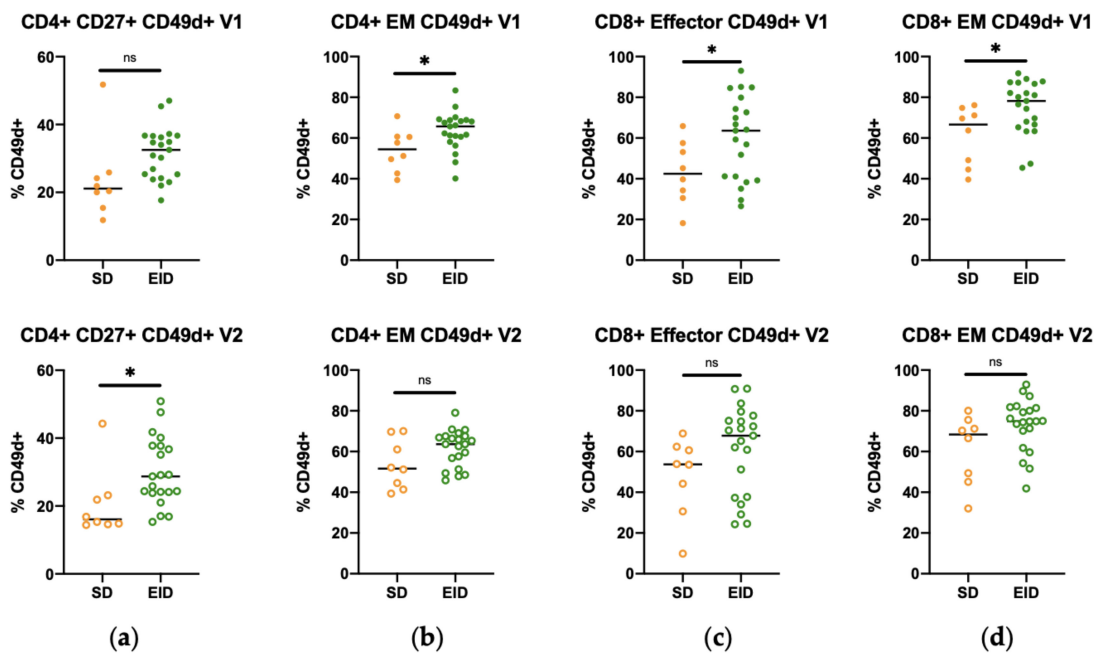 CD4+ CD27+ CD49d+ V1
CD4+ EM CD49d+ V1
CD8+ Effector CD49d+ V1
CD8+ EM CD49d+ V1
ns
*
*
*
% CD49d+
60
40
20
0
SD
EID
% CD49d+
100
80
60
40
20
0
SD
EID
% CD49d+
100
80
60
40
20
0
SD
EID
% CD49d+
100
80
60
40
20
0
SD
EID
CD4+ CD27+ CD49d+ V2
CD4+ EM CD49d+ V2
CD8+ Effector CD49d+ V2
CD8+ EM CD49d+ V2
*
ns
ns
ns
% CD49d+
60
40
20
0
SD
EID
% CD49d+
100
80
60
40
20
0
SD
EID
% CD49d+
100
80
60
40
20
0
SD
EID
% CD49d+
100
80
60
40
20
0
SD
EID
(a)
(b)
(c)
(d)